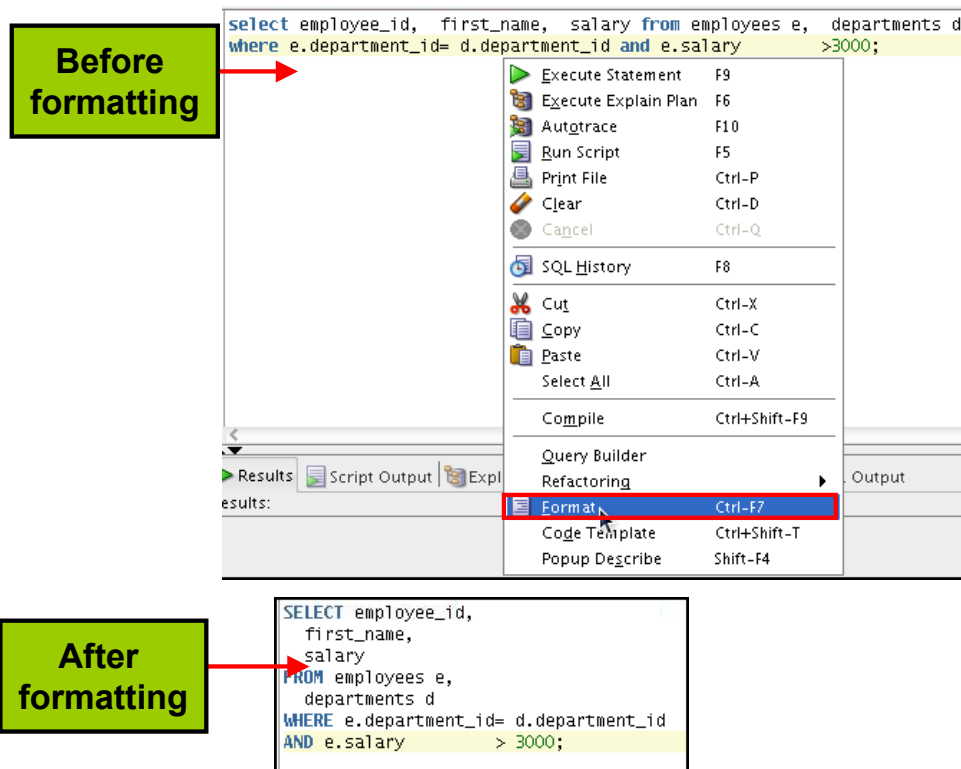 select employee_id, first_name, salary from employees e, departments d
where e.department_id= d.department_id and e.salary >3000;
Before
formatting
Execute Statement F9
Execute Explain Plan F6
Autotrace F10
Run Script F5
Print File Ctrl-P
Clear Ctrl-D
Cancel Ctrl-Q
SQL History F8
Cut Ctrl-X
Copy Ctrl-C
Paste Ctrl-V
Select All Ctrl-A
Compile Ctrl+Shift-F9
Query Builder
Refactoring
Format Ctrl-F7
Code Template Ctrl+Shift-T
Popup Describe Shift-F4
Results Script Output Expl Output
esults:
After
formatting
SELECT employee_id,
first_name,
salary
FROM employees e,
departments d
WHERE e.department_id= d.department_id
AND e.salary > 3000;